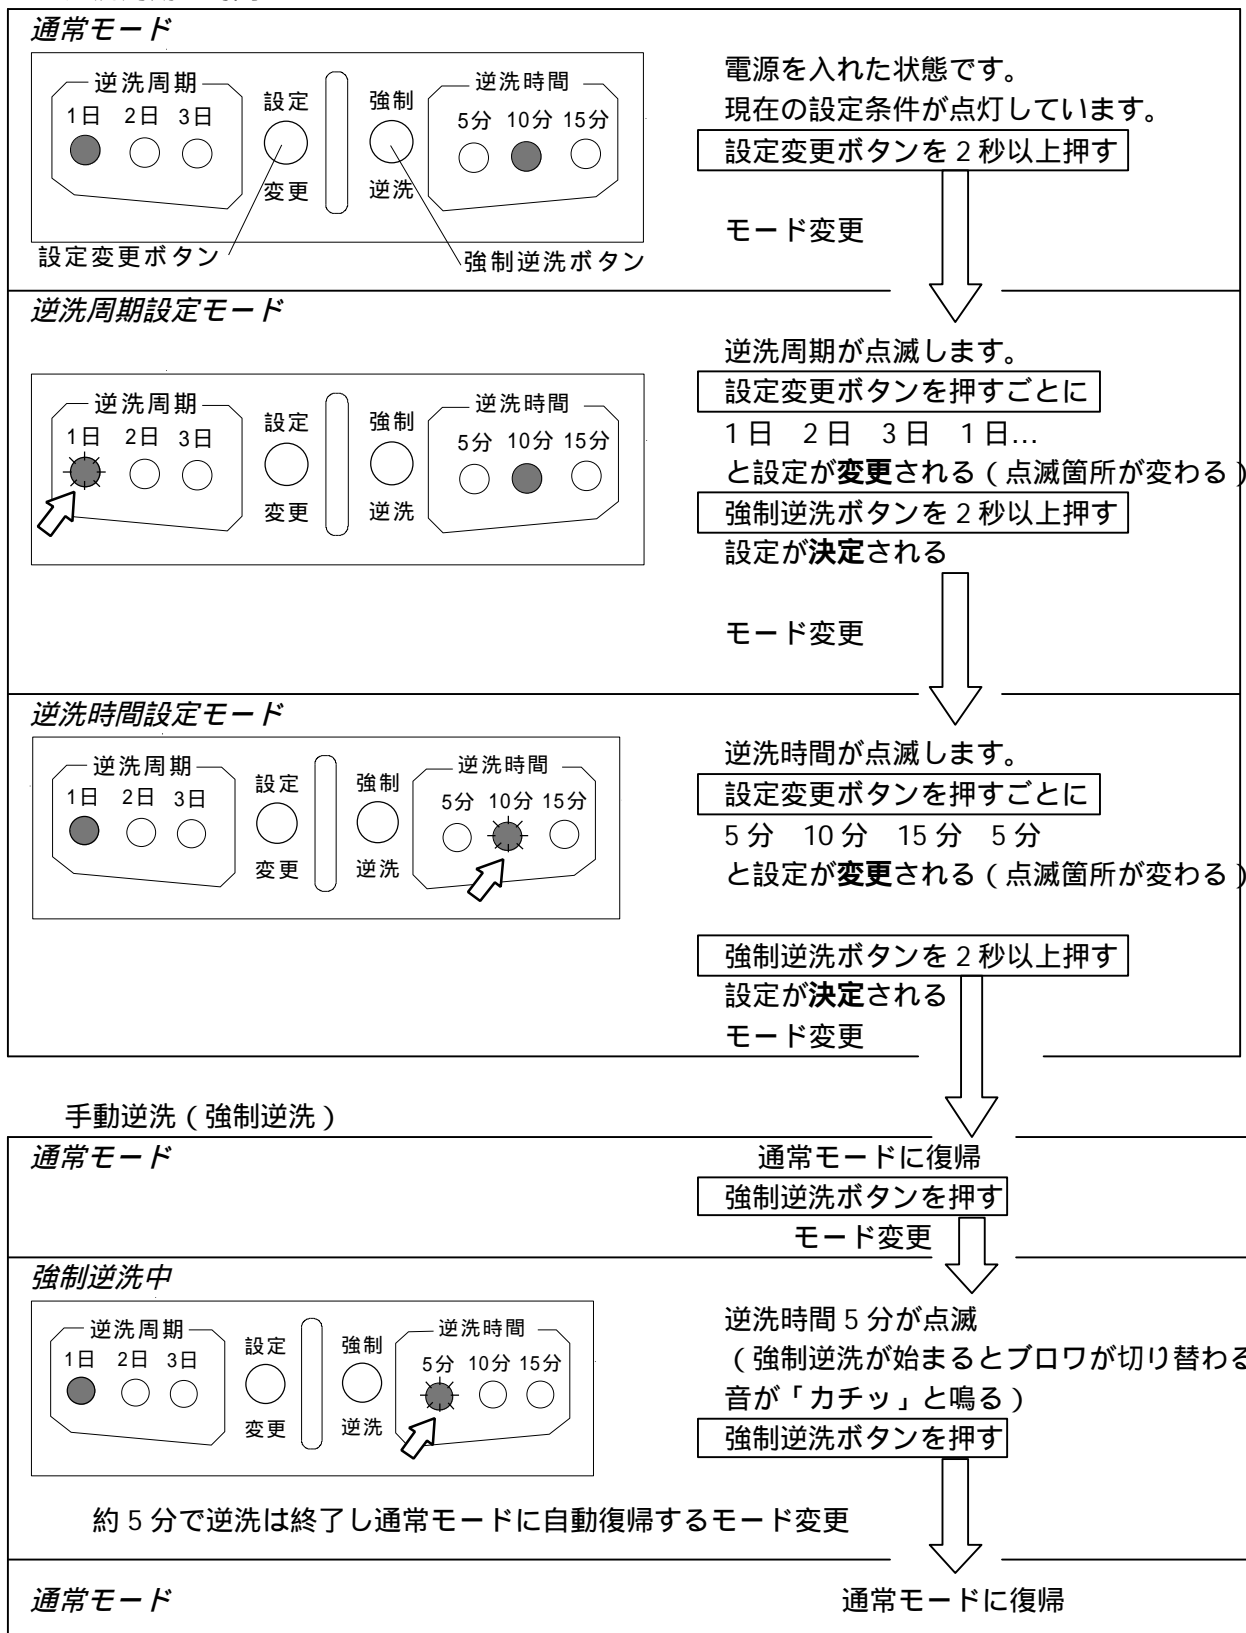 通常モード
逆洗周期
1日 2日 3日
設定
変更
強制
逆洗
逆洗時間
5分 10分 15分
設定変更ボタン
強制逆洗ボタン
電源を入れた状態です。
現在の設定条件が点灯しています。
設定変更ボタンを2秒以上押す
モード変更
逆洗周期設定モード
逆洗周期
1日 2日 3日
設定
変更
強制
逆洗
逆洗時間
5分 10分 15分
逆洗周期が点滅します。
設定変更ボタンを押すごとに
1日 2日 3日 1日…
と設定が変更される(点滅箇所が変わる)
強制逆洗ボタンを2秒以上押す
設定が決定される
モード変更
逆洗時間設定モード
逆洗周期
1日 2日 3日
設定
変更
強制
逆洗
逆洗時間
5分 10分 15分
逆洗時間が点滅します。
設定変更ボタンを押すごとに
5分 10分 15分 5分
と設定が変更される(点滅箇所が変わる)
強制逆洗ボタンを2秒以上押す
設定が決定される
モード変更
手動逆洗(強制逆洗)
通常モード
通常モードに復帰
強制逆洗ボタンを押す
モード変更
強制逆洗中
逆洗周期
1日 2日 3日
設定
変更
強制
逆洗
逆洗時間
5分 10分 15分
逆洗時間5分が点滅
(強制逆洗が始まるとブロワが切り替わる
音が「カチッ」と鳴る)
強制逆洗ボタンを押す
約5分で逆洗は終了し通常モードに自動復帰するモード変更
通常モード
通常モードに復帰